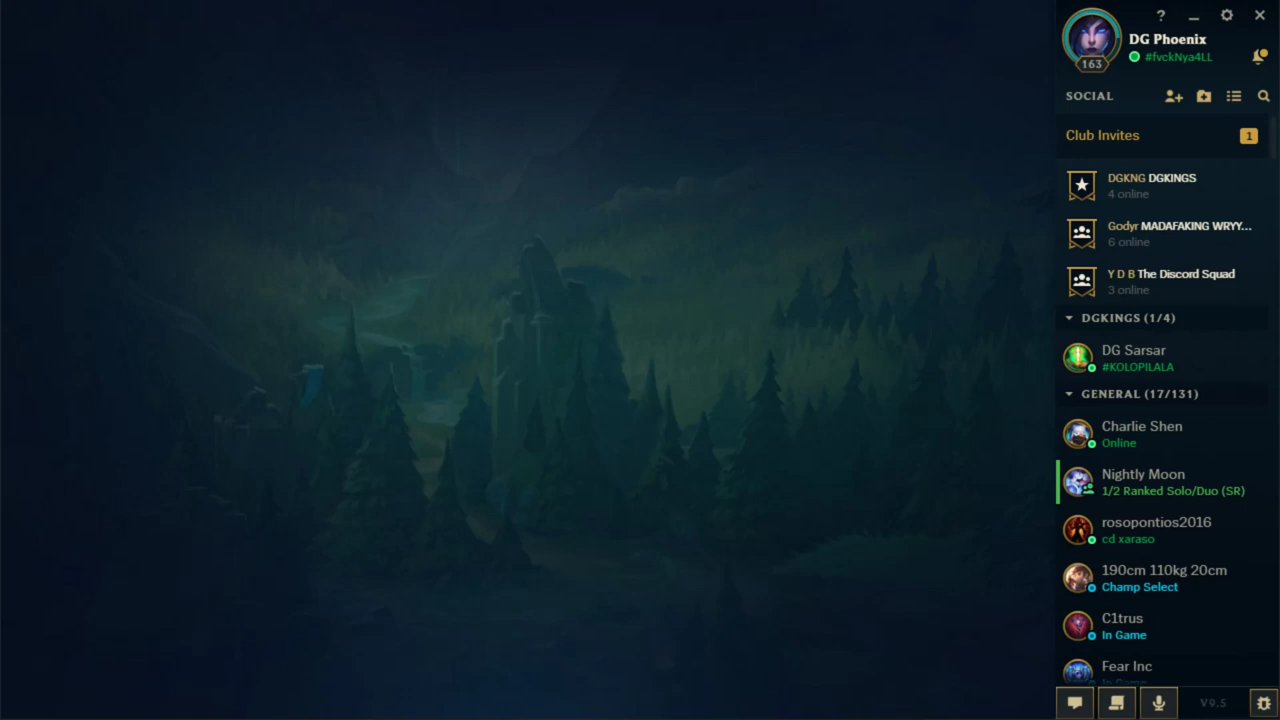 ?
DG Phoenix
163
#fvckNya4LL
SOCIAL
Club Invites
1
DGKNG DGKINGS
4 online
Godyr MADAFAKING WRYY...
6 online
Y D B The Discord Squad
3 online
DGKINGS (1/4)
DG Sarsar
#KOLOPILALA
GENERAL (17/131)
Charlie Shen
Online
Nightly Moon
1/2 Ranked Solo/Duo (SR)
rosopontios2016
cd xaraso
190cm 110kg 20cm
Champ Select
C1trus
In Game
Fear Inc
In Game
V9.5